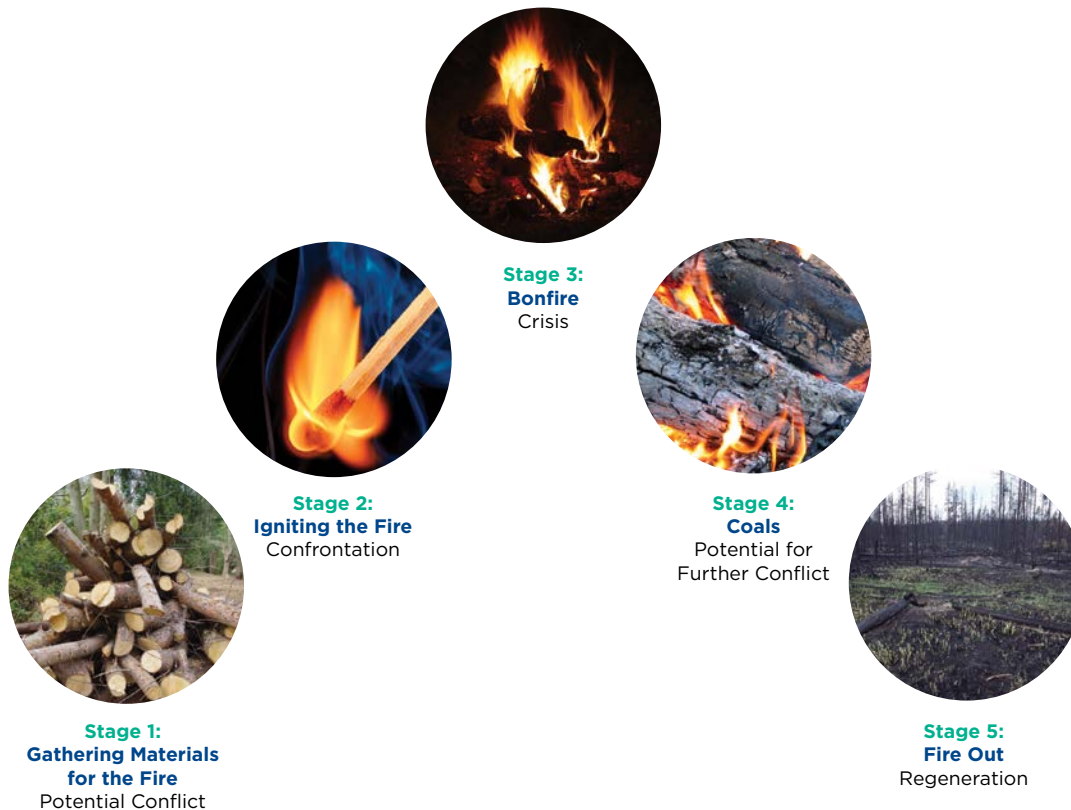 Stage 3:
Bonfire
Crisis
Stage 2:
Igniting the Fire
Confrontation
Stage 4:
Coals
Potential for
Further Conflict
Stage 1:
Gathering Materials
for the Fire
Potential Conflict
Stage 5:
Fire Out
Regeneration